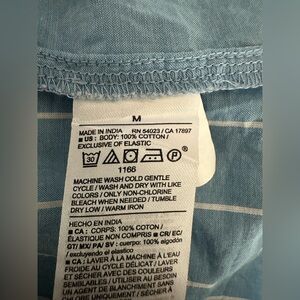 M
MADE IN INDIA RN 54023 / CA 17897
■ US: BODY: 100% COTTON /
EXCLUSIVE OF ELASTIC
30 P
1166
MACHINE WASH COLD GENTLE
CYCLE / WASH AND DRY WITH LIKE
COLORS / ONLY NON-CHLORINE
BLEACH WHEN NEEDED / TUMBLE
DRY LOW / WARM IRON
HECHO EN INDIA
■ CA: CORPS: 100% COTON /
ÉLASTIQUE NON COMPRIS ■ CR/ EC/
GT/ MX/ PA/ SV : cuerpo: 100% algodón
/ excluyendo el elastico
■ CA: LAVER À LA MACHINE À L'EAU
FROIDE AU CYCLE DÉLICAT / LAVER
ET SÉCHER AVEC DES COULEURS
SEMBLABLES / UTILISER AU BESOIN
UN AGENT DE BLANCHIMENT SANS